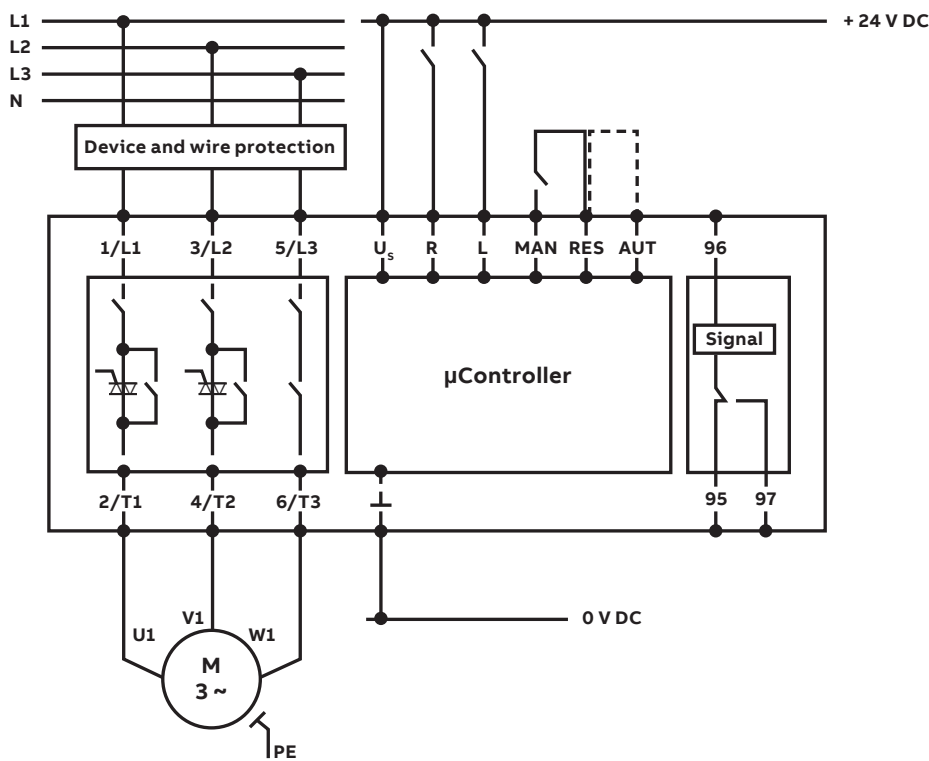 L1
+ 24 V DC
L2
L3
N
Device and wire protection
1/L1 3/L2 5/L3 Us R L MAN RES AUT 96
Signal
µController
2/T1 4/T2 6/T3 95 97
0 V DC
V1
U1 W1
M
3 ~
PE